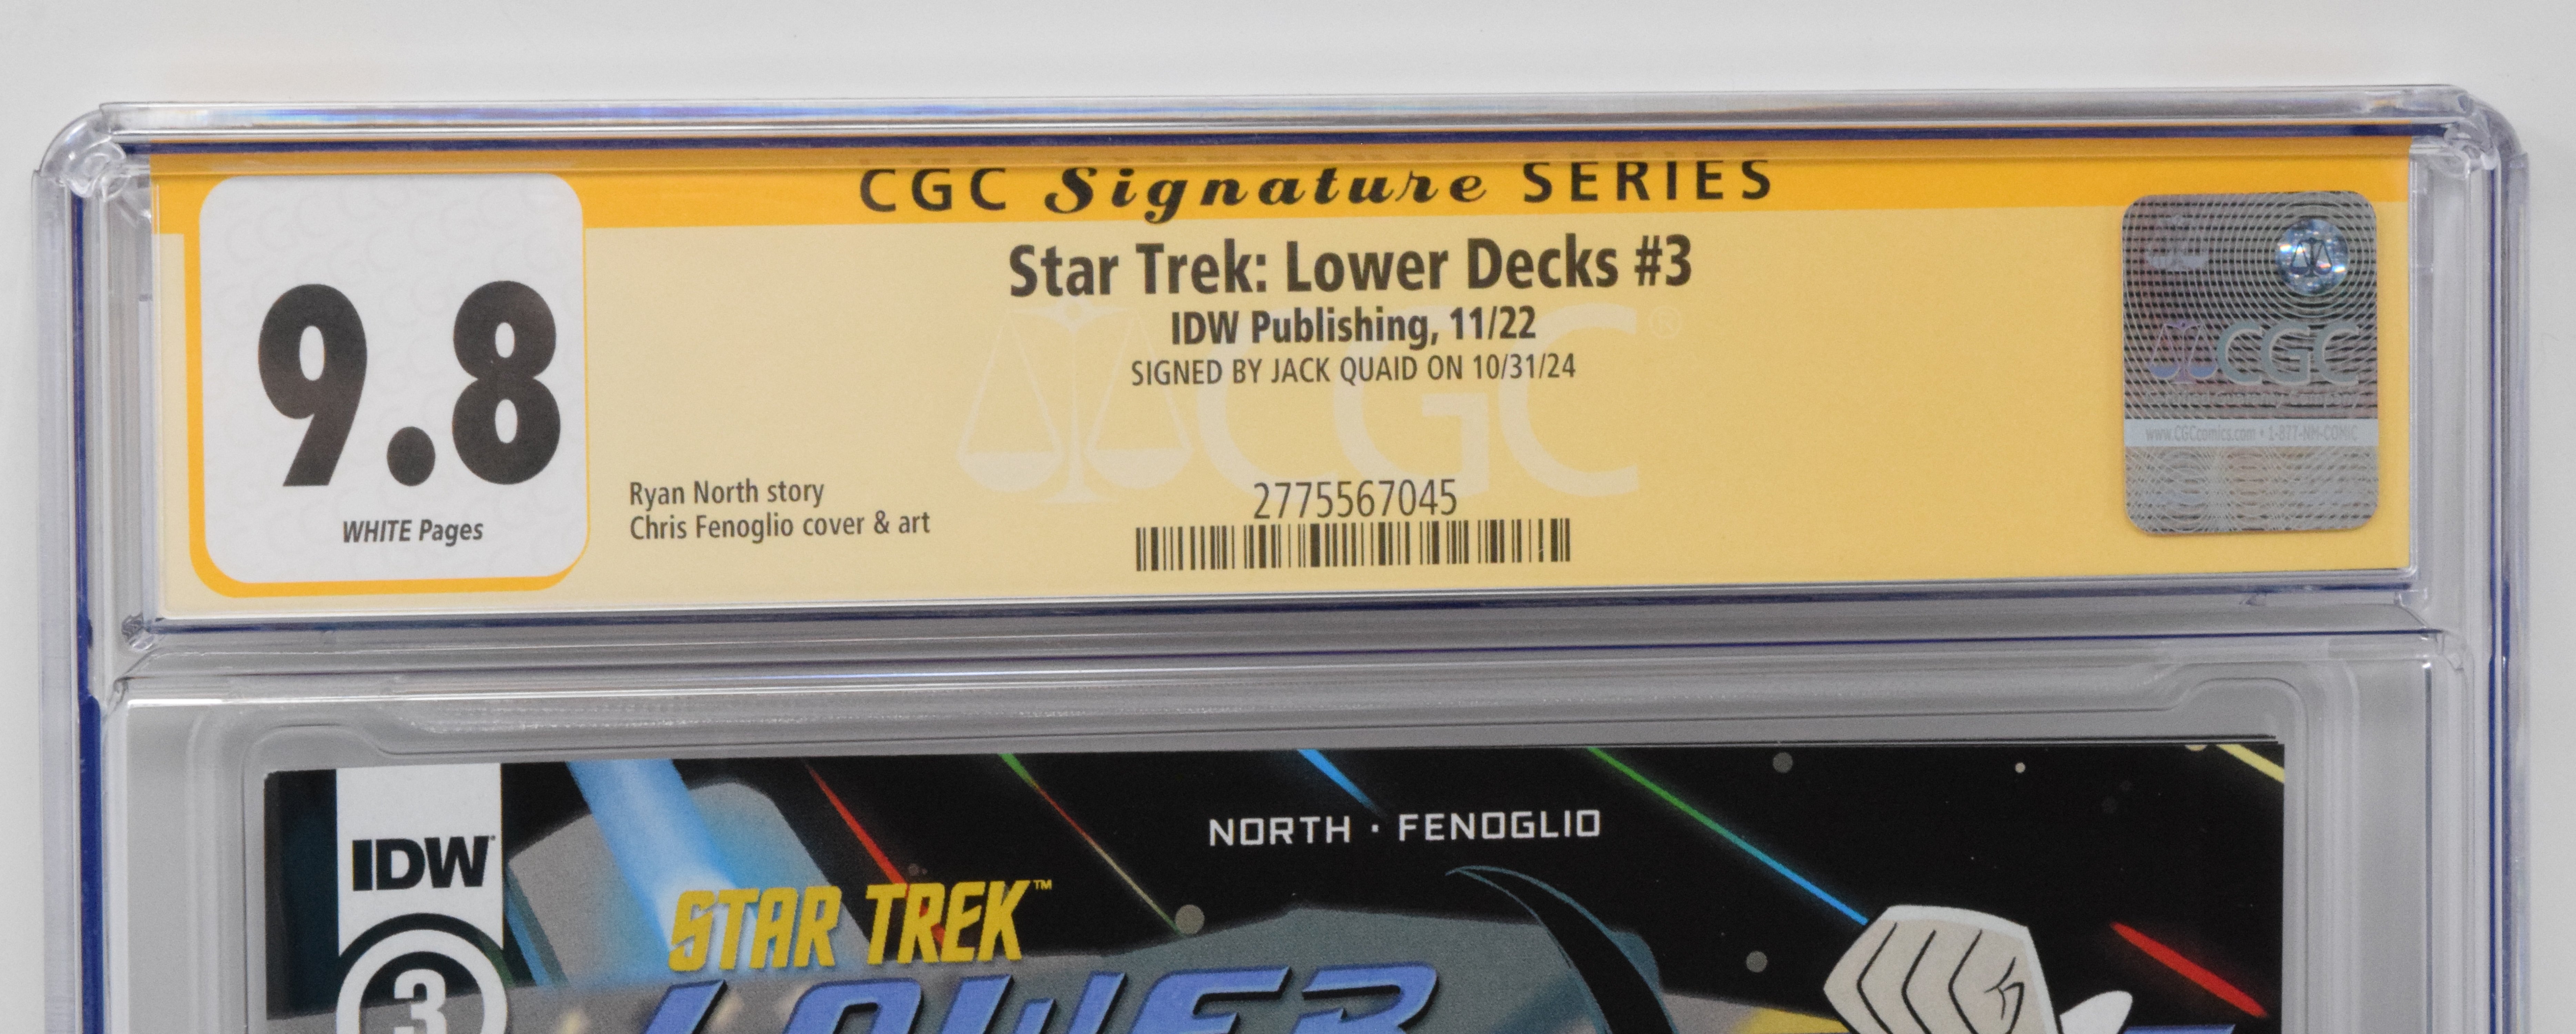 CGC Signature SERIES
9.8
WHITE Pages
Star Trek: Lower Decks #3
IDW Publishing, 11/22
SIGNED BY JACK QUAID ON 10/31/24
Ryan North story
Chris Fenoglio cover & art
2775567045
CGC
www.CGCcomics.com • 1-877-NM-COMIC
IDW
3
NORTH · FENOGLIO
STAR TREK™
LOWER